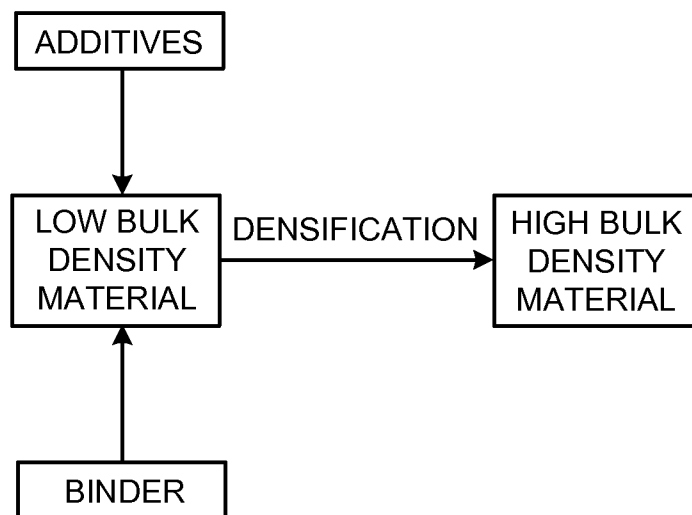 ADDITIVES
LOW BULK
DENSITY
MATERIAL
DENSIFICATION
HIGH BULK
DENSITY
MATERIAL
BINDER